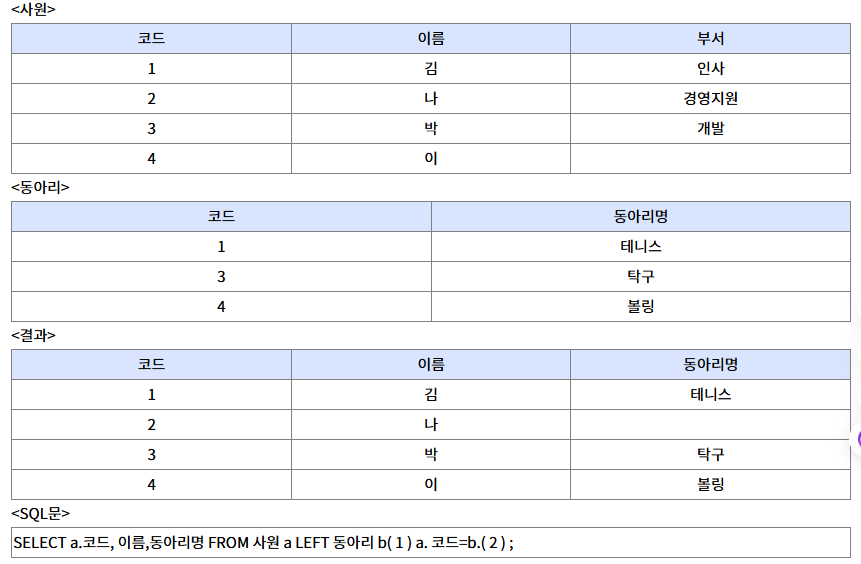 <사원>
코드 이름 부서
1 김 인사
2 나 경영지원
3 박 개발
4 이
<동아리>
코드 동아리명
1 테니스
3 탁구
4 볼링
<결과>
코드 이름 동아리명
1 김 테니스
2 나
3 박 탁구
4 이 볼링
<SQL문>
SELECT a.코드, 이름,동아리명 FROM 사원 a LEFT 동아리 b( 1 ) a. 코드=b.( 2 ) ;